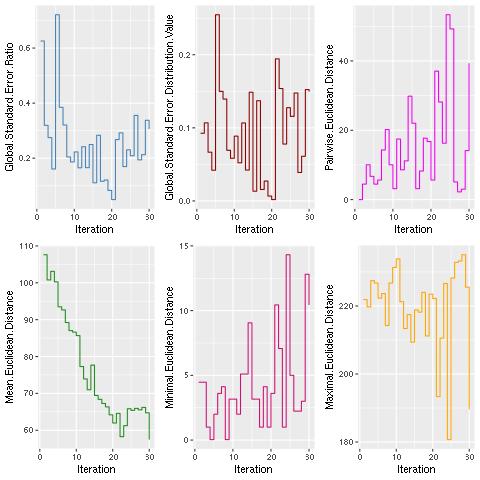 Global.Standard.Error.Ratio
0.6
0.4
0.2
0 10 20 30
Iteration
Global.Standard.Error.Distribution.Value
0.2
0.1
0.0
0 10 20 30
Iteration
Pairwise.Euclidean.Distance
40
20
0
0 10 20 30
Iteration
Mean.Euclidean.Distance
110
100
90
80
70
60
0 10 20 30
Iteration
Minimal.Euclidean.Distance
15
10
5
0
0 10 20 30
Iteration
Maximal.Euclidean.Distance
220
200
180
0 10 20 30
Iteration